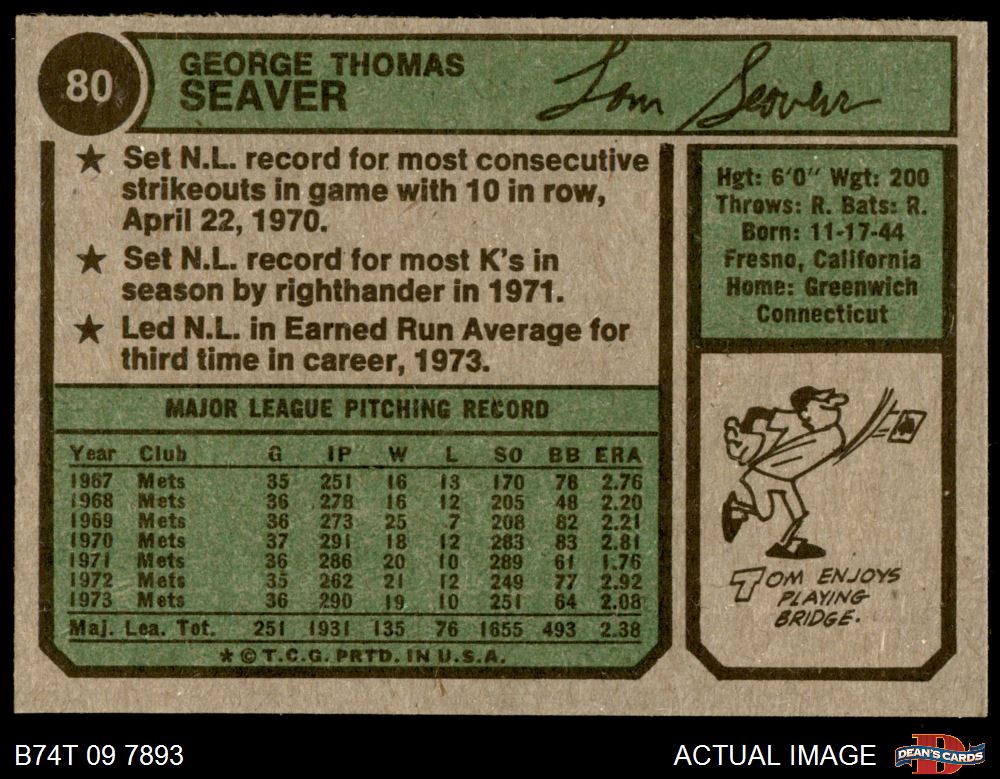 80
GEORGE THOMAS
SEAVER
Tom Seaver
★ Set N.L. record for most consecutive
strikeouts in game with 10 in row,
April 22, 1970.
★ Set N.L. record for most K's in
season by righthander in 1971.
★ Led N.L. in Earned Run Average for
third time in career, 1973.
MAJOR LEAGUE PITCHING RECORD
Year Club G IP W L SO BB ERA
1967 Mets 35 251 16 13 170 78 2.76
1968 Mets 36 278 16 12 205 48 2.20
1969 Mets 36 273 25 7 208 82 2.21
1970 Mets 37 291 18 12 283 83 2.81
1971 Mets 36 286 20 10 289 61 1.76
1972 Mets 35 262 21 12 249 77 2.92
1973 Mets 36 290 19 10 251 64 2.08
Maj. Lea. Tot. 251 1931 135 76 1655 493 2.38
★ © T.C.G. PRTD. IN U.S.A.
Hgt: 6'0" Wgt: 200
Throws: R. Bats: R.
Born: 11-17-44
Fresno, California
Home: Greenwich
Connecticut
TOM ENJOYS
PLAYING
BRIDGE.
B74T 09 7893
ACTUAL IMAGE
DEAN'S CARDS